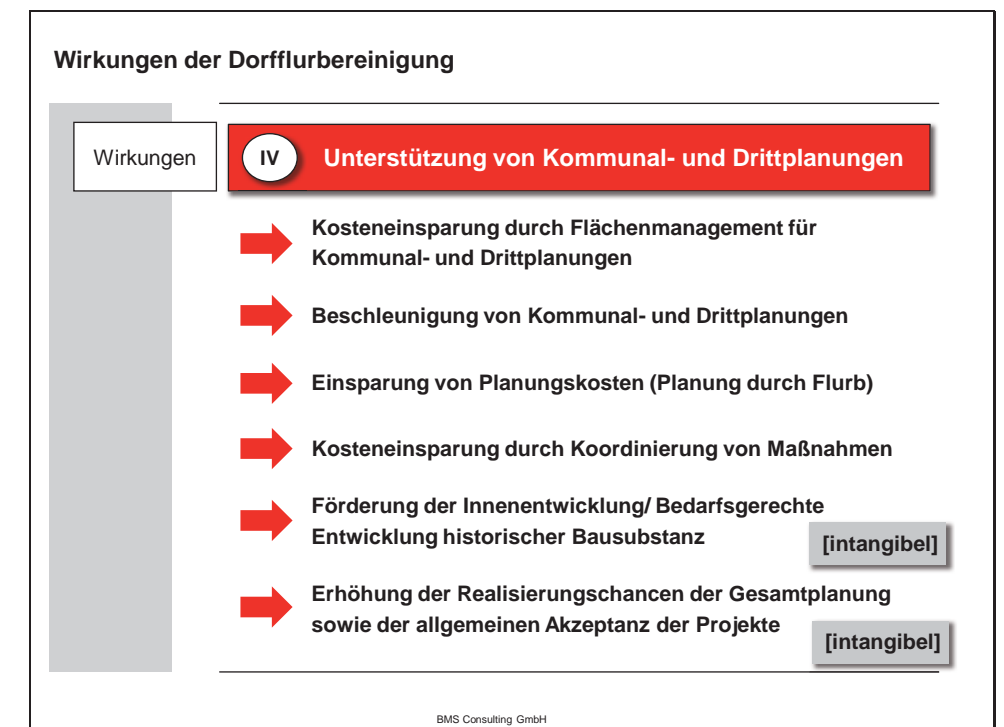 Wirkungen der Dorfflurbereinigung
Wirkungen
IV
Unterstützung von Kommunal- und Drittplanungen
Kosteneinsparung durch Flächenmanagement für
Kommunal- und Drittplanungen
Beschleunigung von Kommunal- und Drittplanungen
Einsparung von Planungskosten (Planung durch Flurb)
Kosteneinsparung durch Koordinierung von Maßnahmen
Förderung der Innenentwicklung/ Bedarfsgerechte
Entwicklung historischer Bausubstanz
[intangibel]
Erhöhung der Realisierungschancen der Gesamtplanung
sowie der allgemeinen Akzeptanz der Projekte
[intangibel]
BMS Consulting GmbH